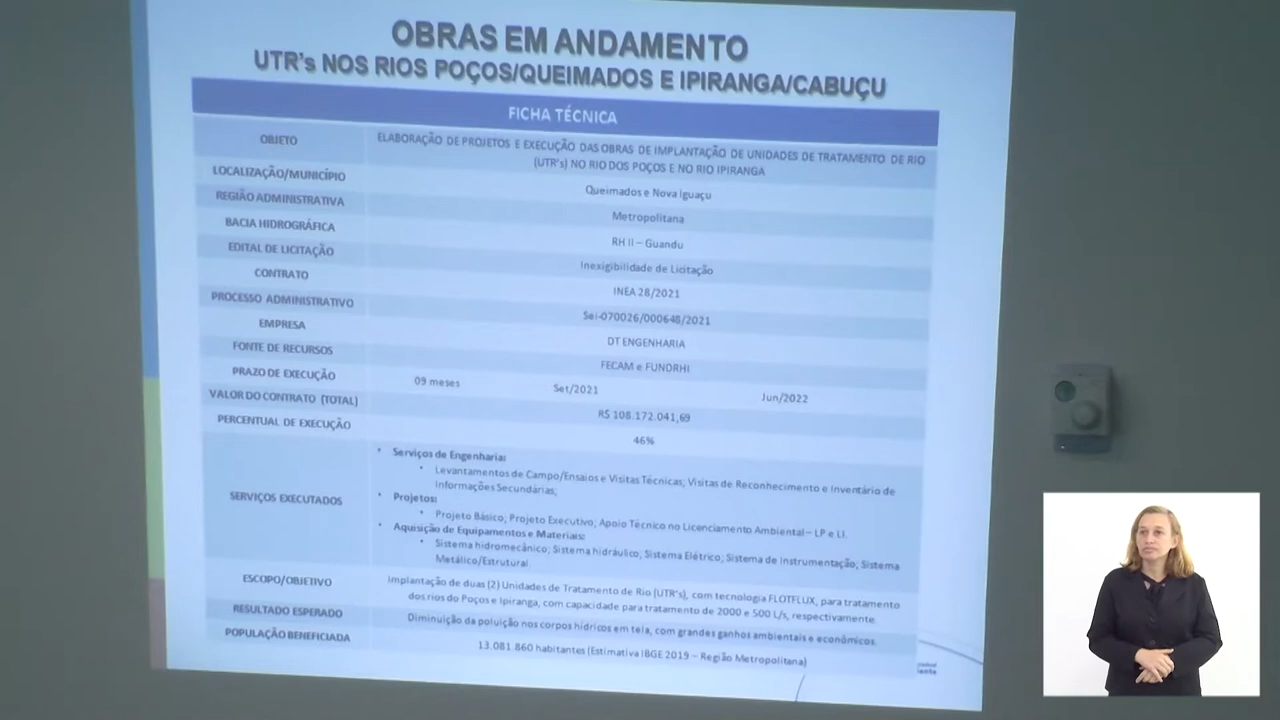 OBRAS EM ANDAMENTO
UTR's NOS RIOS POÇOS/QUEIMADOS E IPIRANGA/CABUÇU
FICHA TÉCNICA
OBJETO
ELABORAÇÃO DE PROJETOS E EXECUÇÃO DAS OBRAS DE IMPLANTAÇÃO DE UNIDADES DE TRATAMENTO DE RIO
(UTR's) NO RIO DOS POÇOS E NO RIO IPIRANGA
LOCALIZAÇÃO/MUNICÍPIO
Queimados e Nova Iguaçu
REGIÃO ADMINISTRATIVA
Metropolitana
BACIA HIDROGRÁFICA
RH II – Guandu
EDITAL DE LICITAÇÃO
Inexigibilidade de Licitação
CONTRATO
INEA 28/2021
PROCESSO ADMINISTRATIVO
Sei-070026/000648/2021
EMPRESA
DT ENGENHARIA
FONTE DE RECURSOS
FECAM e FUNDRHI
PRAZO DE EXECUÇÃO
09 meses Set/2021 Jun/2022
VALOR DO CONTRATO (TOTAL)
R$ 108.172.041,69
PERCENTUAL DE EXECUÇÃO
46%
SERVIÇOS EXECUTADOS
• Serviços de Engenharia:
• Levantamentos de Campo/Ensaios e Visitas Técnicas; Visitas de Reconhecimento e Inventário de
Informações Secundárias;
• Projetos:
• Projeto Básico; Projeto Executivo; Apoio Técnico no Licenciamento Ambiental – LP e LI.
• Aquisição de Equipamentos e Materiais:
• Sistema hidromecânico; Sistema hidráulico; Sistema Elétrico; Sistema de Instrumentação; Sistema
Metálico/Estrutural
ESCOPO/OBJETIVO
Implantação de duas (2) Unidades de Tratamento de Rio (UTR's), com tecnologia FLOTFLUX, para tratamento
dos rios do Poços e Ipiranga, com capacidade para tratamento de 2000 e 500 L/s, respectivamente.
RESULTADO ESPERADO
Diminuição da poluição nos corpos hídricos em tela, com grandes ganhos ambientais e econômicos.
POPULAÇÃO BENEFICIADA
13.081.860 habitantes (Estimativa IBGE 2019 – Região Metropolitana)